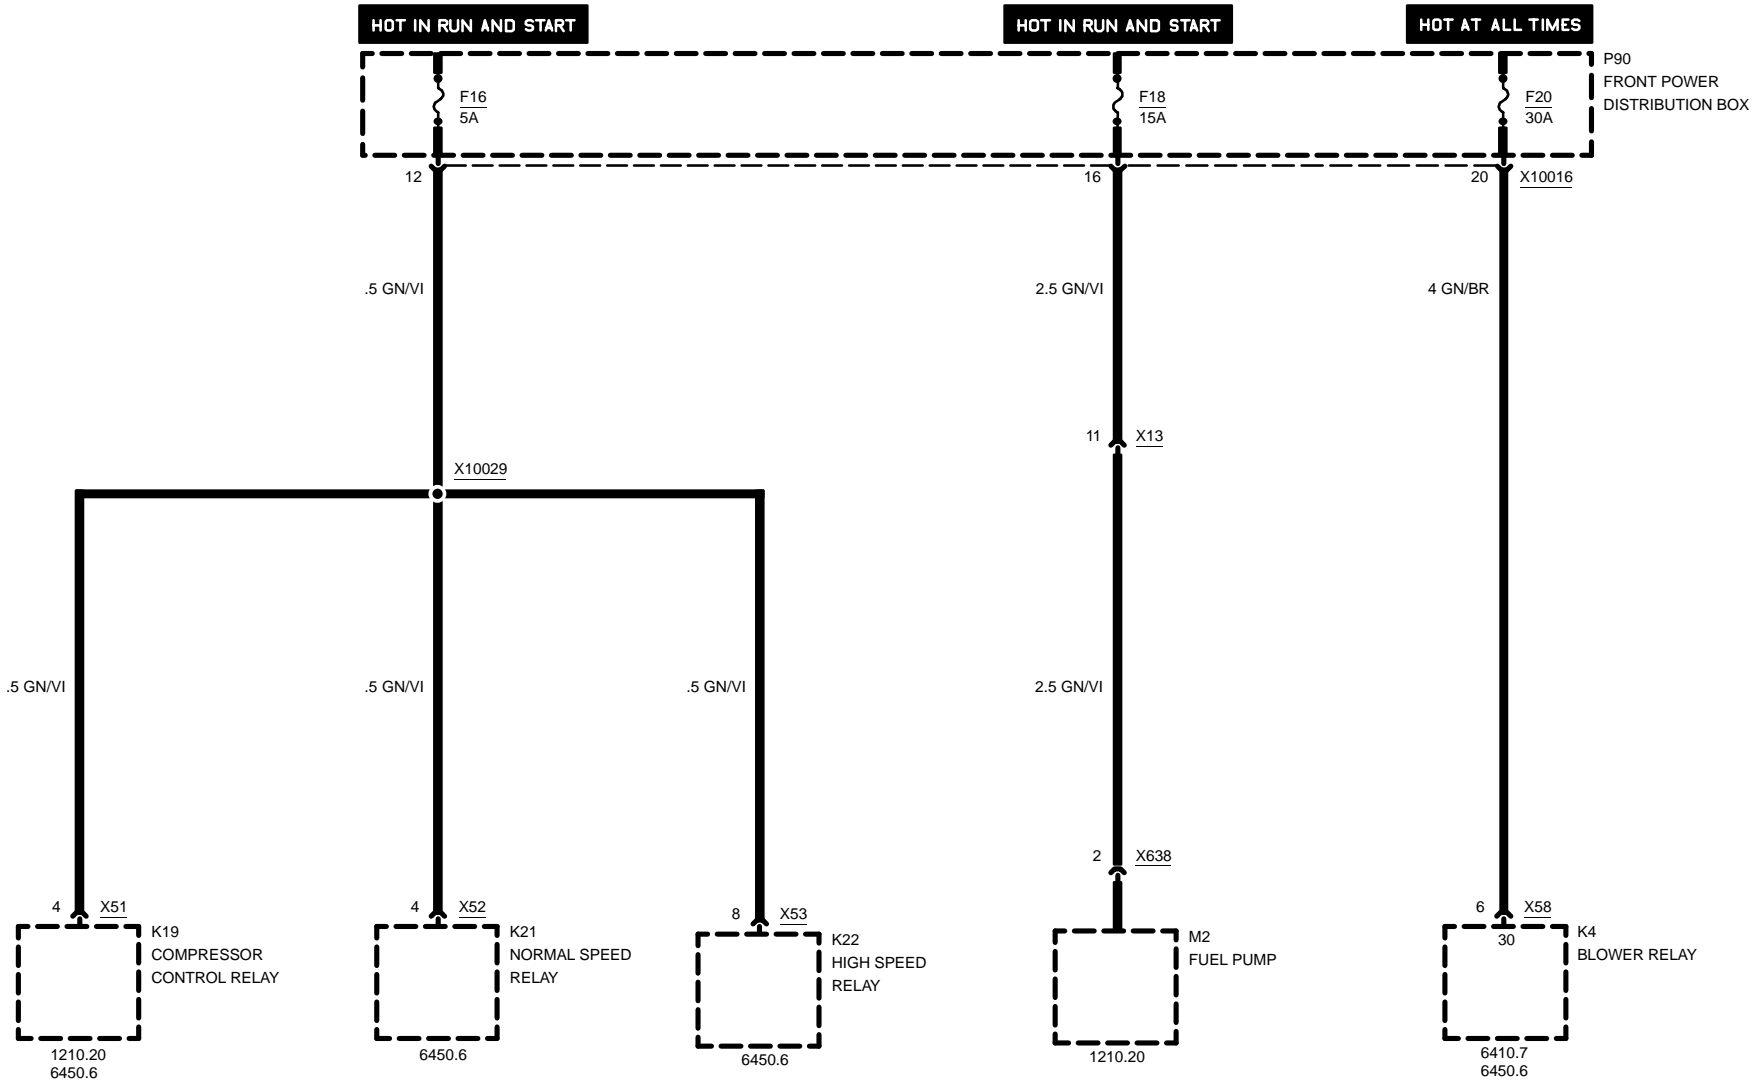 HOT IN RUN AND START
HOT IN RUN AND START
HOT AT ALL TIMES
P90
FRONT POWER
DISTRIBUTION BOX
F16
5A
F18
15A
F20
30A
12
16
20
X10016
.5 GN/VI
2.5 GN/VI
4 GN/BR
11
X13
X10029
.5 GN/VI
.5 GN/VI
.5 GN/VI
2.5 GN/VI
2
X638
4
X51
4
X52
8
X53
6
X58
K19
COMPRESSOR
CONTROL RELAY
K21
NORMAL SPEED
RELAY
K22
HIGH SPEED
RELAY
M2
FUEL PUMP
30
K4
BLOWER RELAY
1210.20
6450.6
6450.6
6450.6
1210.20
6410.7
6450.6